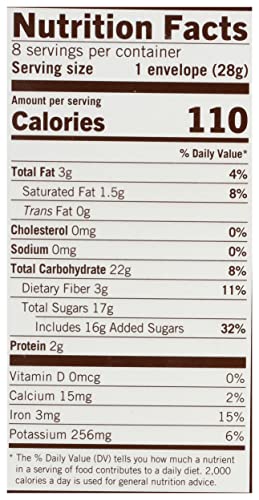 Nutrition Facts
8 servings per container
Serving size 1 envelope (28g)
Amount per serving
Calories 110
% Daily Value*
Total Fat 3g 4%
Saturated Fat 1.5g 8%
Trans Fat 0g
Cholesterol 0mg 0%
Sodium 0mg 0%
Total Carbohydrate 22g 8%
Dietary Fiber 3g 11%
Total Sugars 17g
Includes 16g Added Sugars 32%
Protein 2g
Vitamin D 0mcg 0%
Calcium 15mg 2%
Iron 3mg 15%
Potassium 256mg 6%
* The % Daily Value (DV) tells you how much a nutrient
in a serving of food contributes to a daily diet. 2,000
calories a day is used for general nutrition advice.